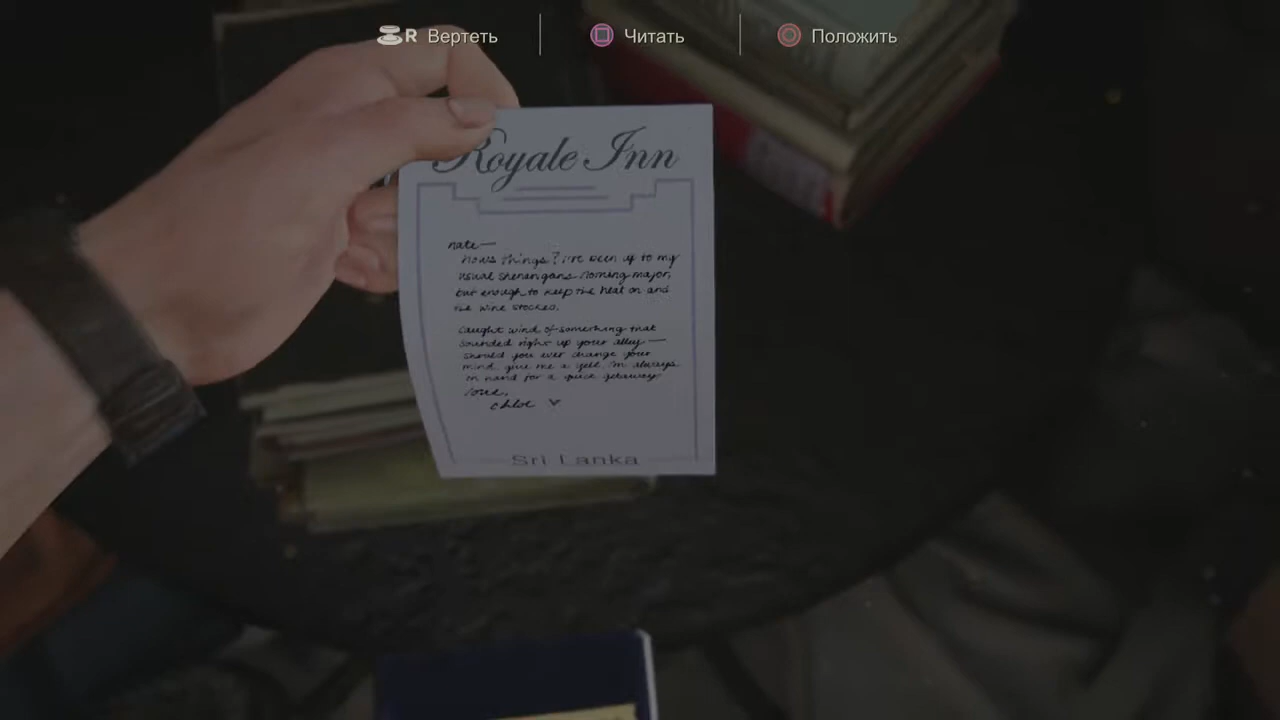 R Вертеть
Читать
Положить
Royale Inn
nate—
how's things? i've been up to my
usual shenanigans. Nothing major,
but enough to keep the heat on and
the wine stocked.
Caught wind of something that
sounded right up your alley—
should you ever change your
mind, give me a yell. I'm always
on hand for a quick getaway
love,
chloe
Sri Lanka